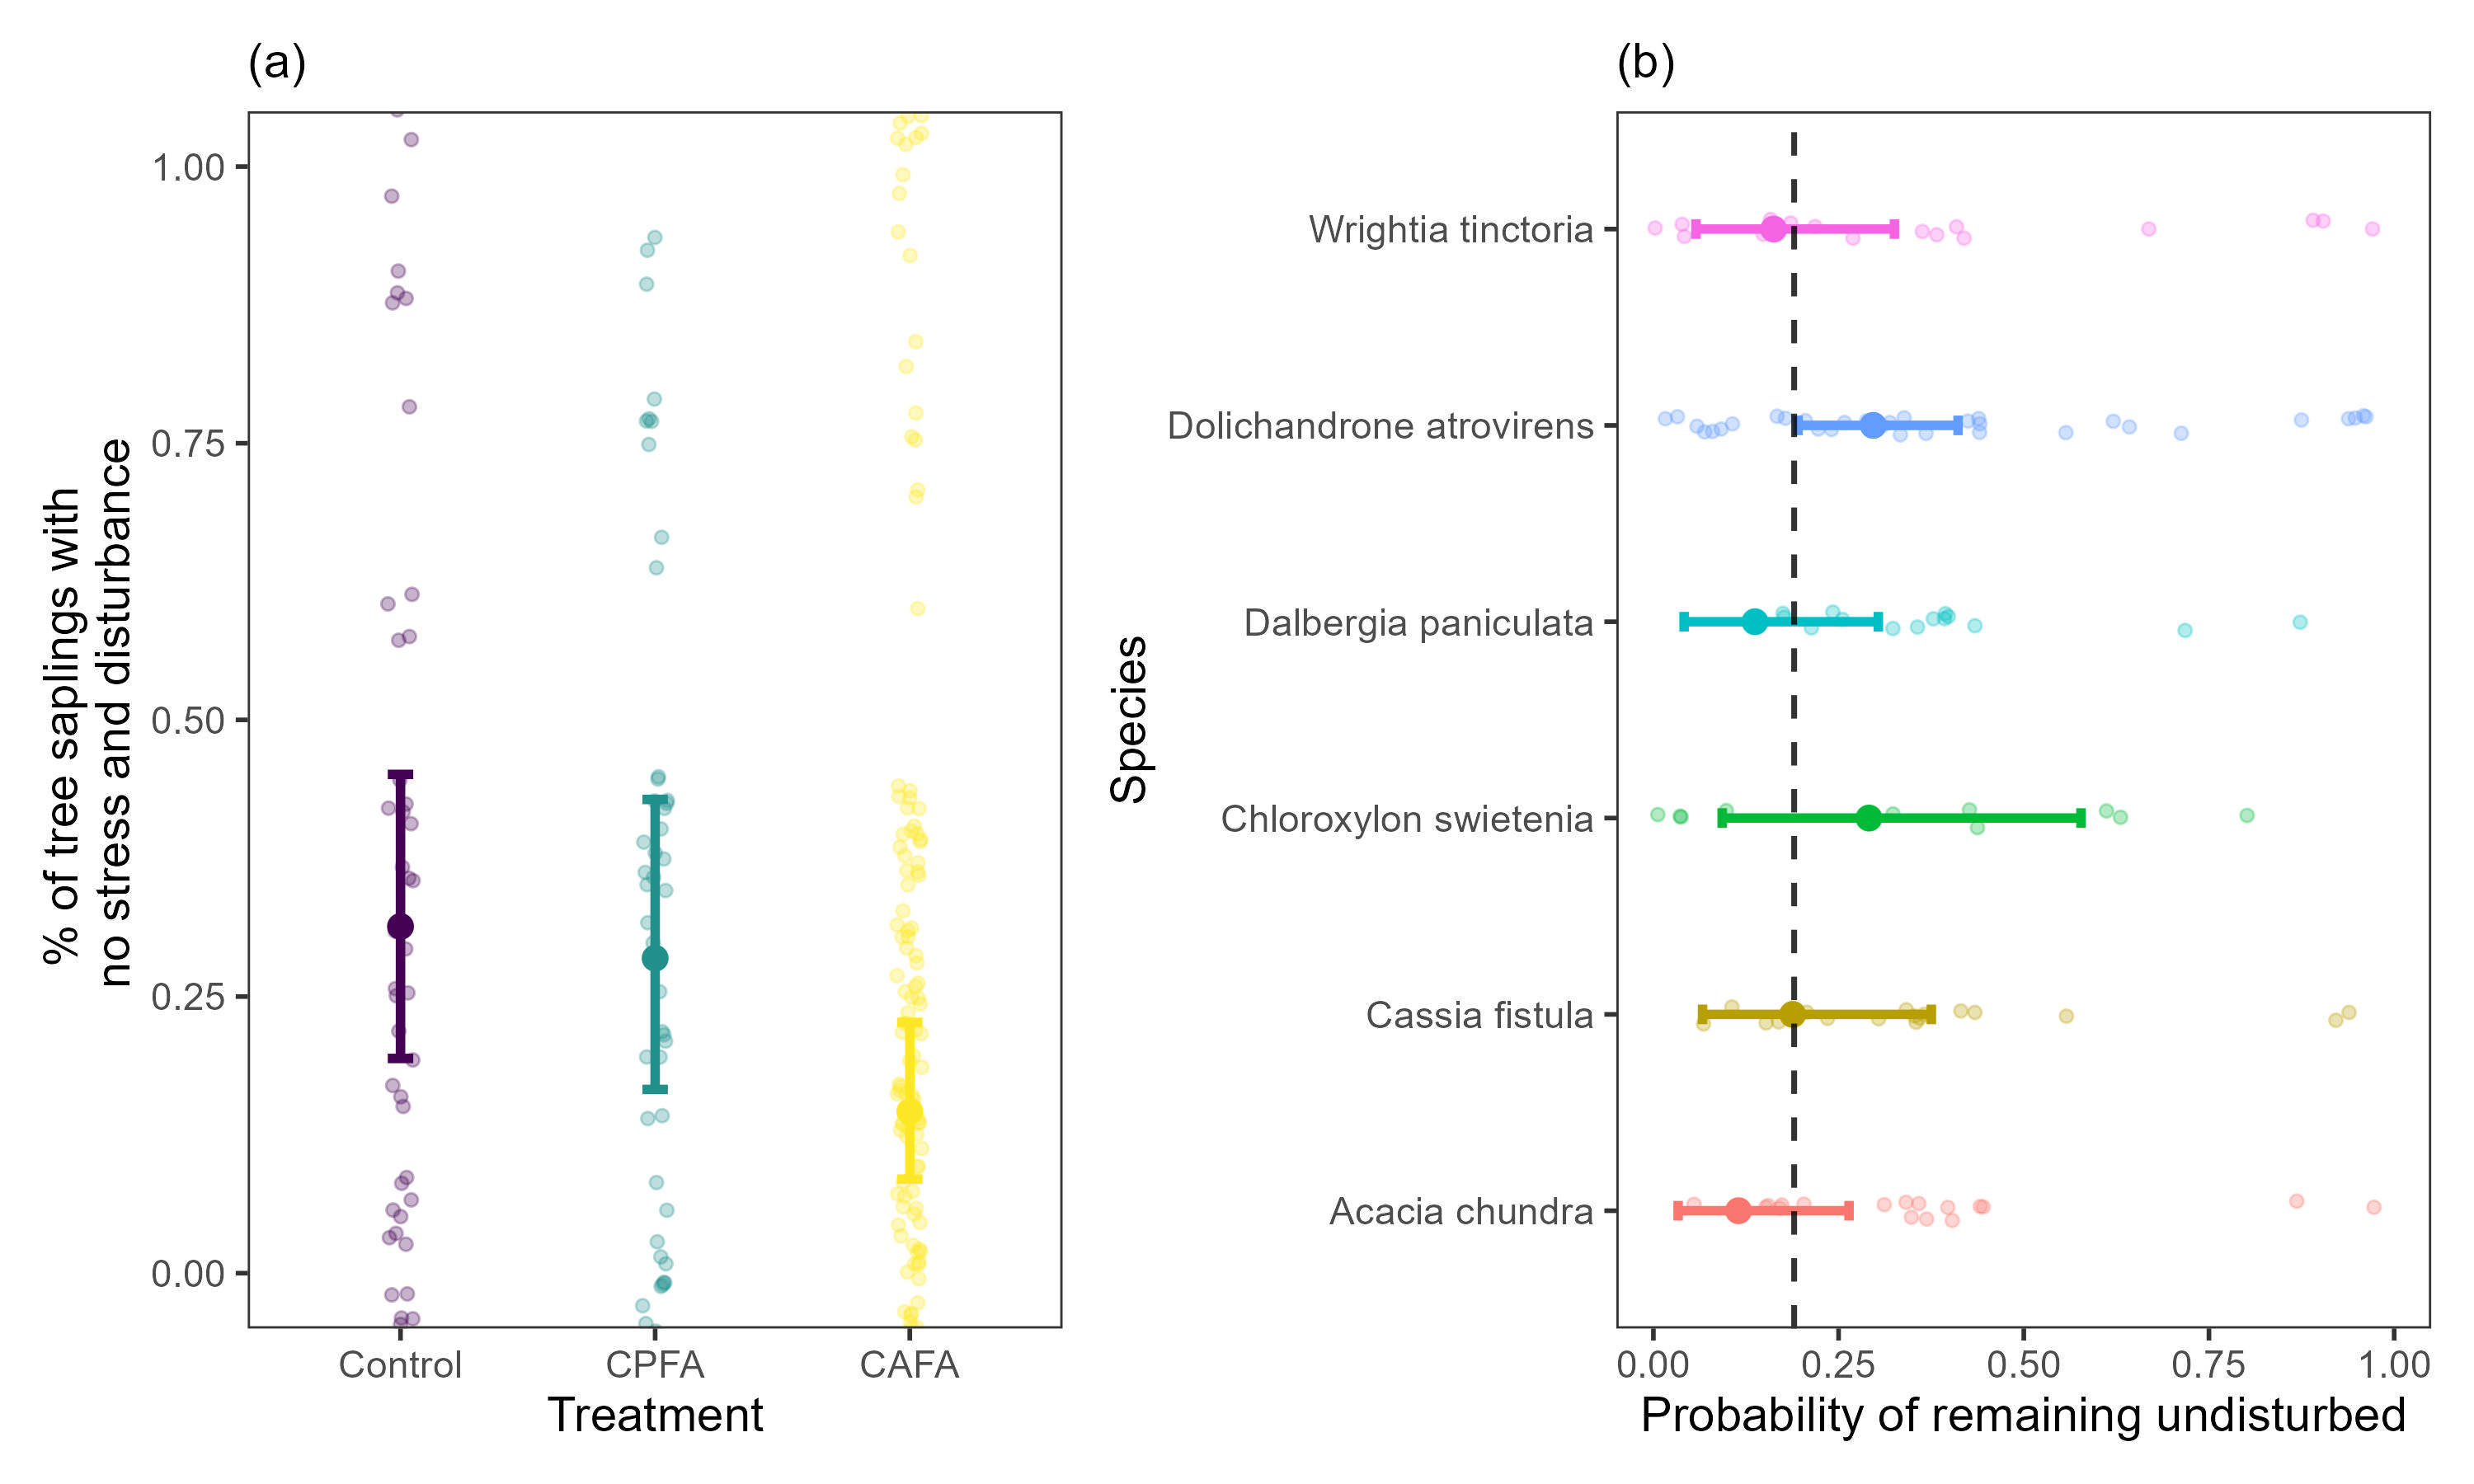 (a)
% of tree saplings with
no stress and disturbance
1.00
0.75
0.50
0.25
0.00
Control
CPFA
CAFA
Treatment
(b)
Species
Wrightia tinctoria
Dolichandrone atrovirens
Dalbergia paniculata
Chloroxylon swietenia
Cassia fistula
Acacia chundra
0.00
0.25
0.50
0.75
1.00
Probability of remaining undisturbed